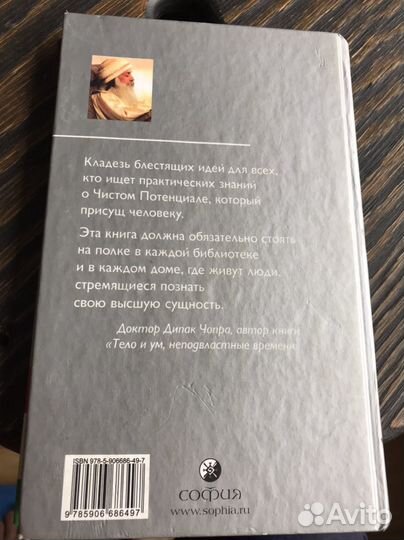 Кладезь блестящих идей для всех,
кто ищет практических знаний
о Чистом Потенциале, который
присущ человеку.
Эта книга должна обязательно стоять
на полке в каждой библиотеке
и в каждом доме, где живут люди,
стремящиеся познать
свою высшую сущность.
Доктор Дипак Чопра, автор книги
«Тело и ум, неподвластные времени
ISBN 978-5-906686-49-7
9 785906 686497
СОФИЯ
www.sophia.ru
Avito